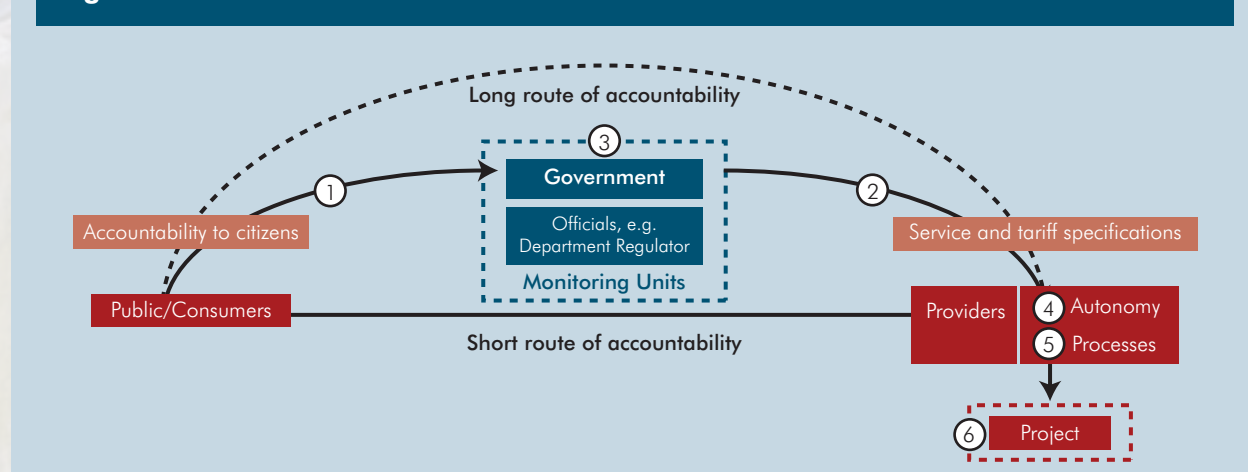 Long route of accountability
3
Government
1
2
Officials, e.g.
Department Regulator
Accountability to citizens
Service and tariff specifications
Monitoring Units
Public/Consumers
Providers
4 Autonomy
Short route of accountability
5 Processes
6
Project